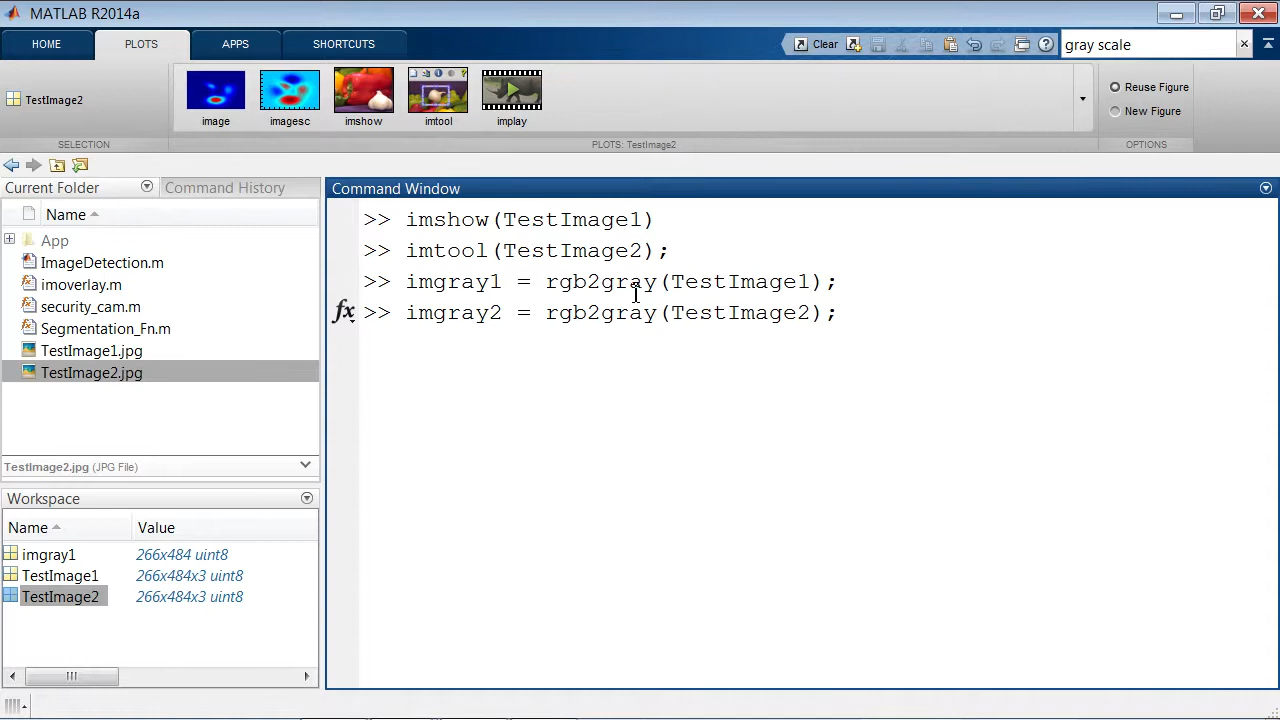 MATLAB R2014a
HOME
PLOTS
APPS
SHORTCUTS
Clear
gray scale
TestImage2
image
imagesc
imshow
imtool
implay
Reuse Figure
New Figure
SELECTION
PLOTS: TestImage2
OPTIONS
Current Folder
Command History
Name
App
ImageDetection.m
imoverlay.m
security_cam.m
Segmentation_Fn.m
TestImage1.jpg
TestImage2.jpg
TestImage2.jpg (JPG File)
Workspace
Name Value
imgray1 266x484 uint8
TestImage1 266x484x3 uint8
TestImage2 266x484x3 uint8
Command Window
>> imshow(TestImage1)
>> imtool(TestImage2);
>> imgray1 = rgb2gray(TestImage1);
fx >> imgray2 = rgb2gray(TestImage2);